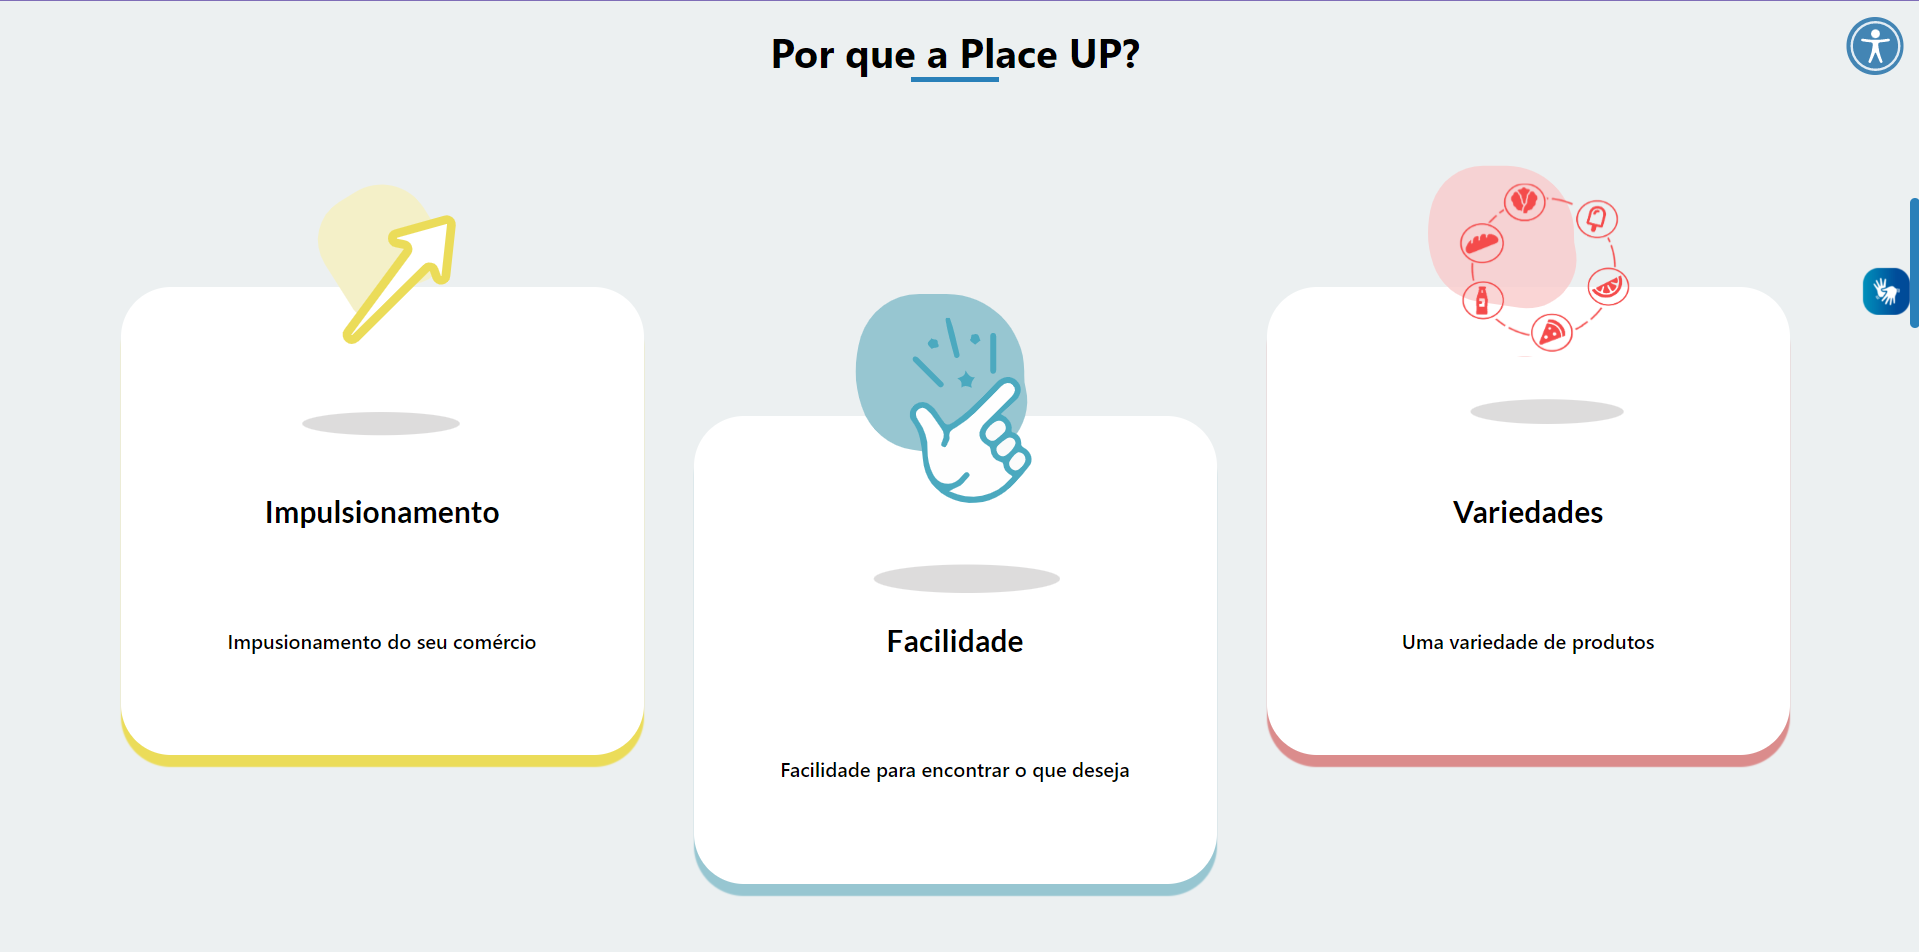 Por que a Place UP?
Impulsionamento
Impusionamento do seu comércio
Facilidade
Facilidade para encontrar o que deseja
Variedades
Uma variedade de produtos